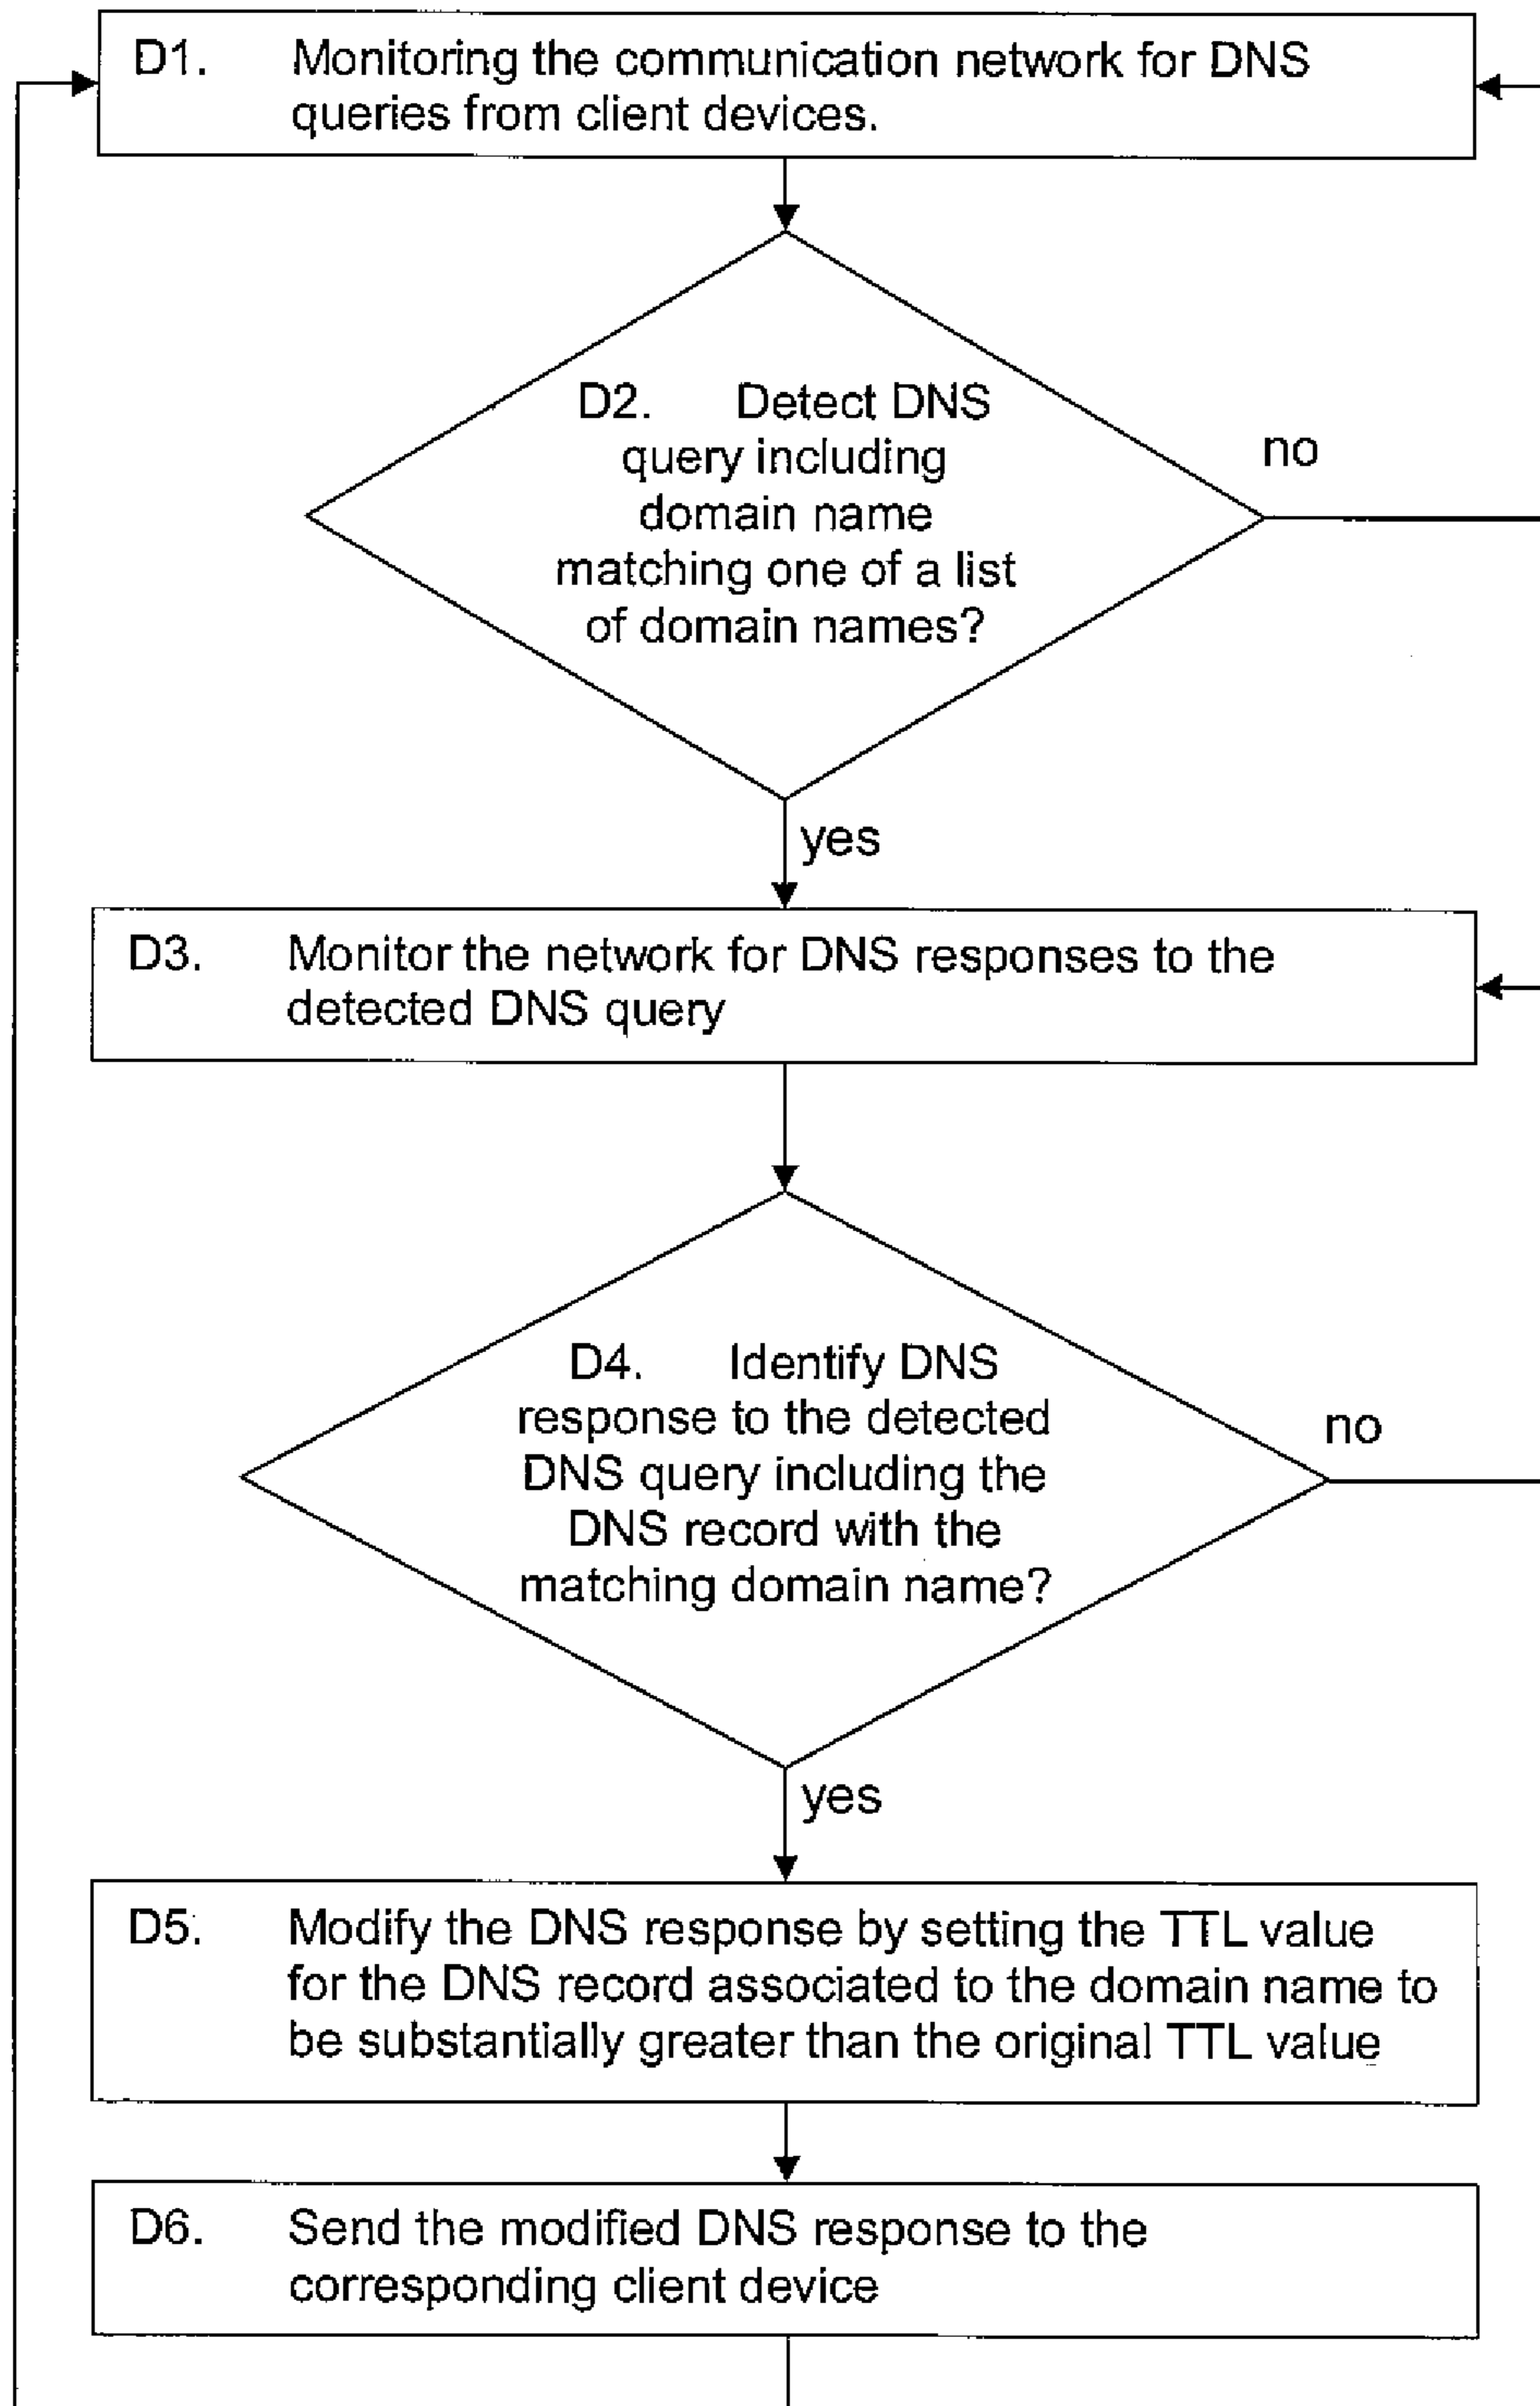 D1. Monitoring the communication network for DNS
queries from client devices.
D2. Detect DNS
query including
domain name
matching one of a list
of domain names?
no
yes
D3. Monitor the network for DNS responses to the
detected DNS query
D4. Identify DNS
response to the detected
DNS query including the
DNS record with the
matching domain name?
no
yes
D5. Modify the DNS response by setting the TTL value
for the DNS record associated to the domain name to
be substantially greater than the original TTL value
D6. Send the modified DNS response to the
corresponding client device